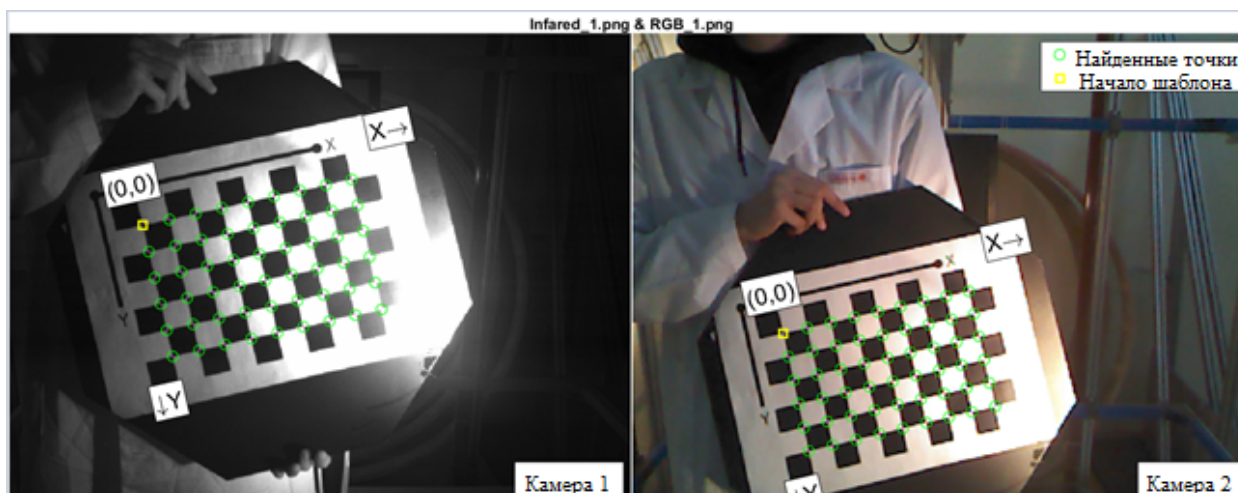 Infared_1.png & RGB_1.png
X→
X
(0,0)
Y
↓Y
Камера 1
Найденные точки
Начало шаблона
X→
X
(0,0)
Y
↓Y
Камера 2